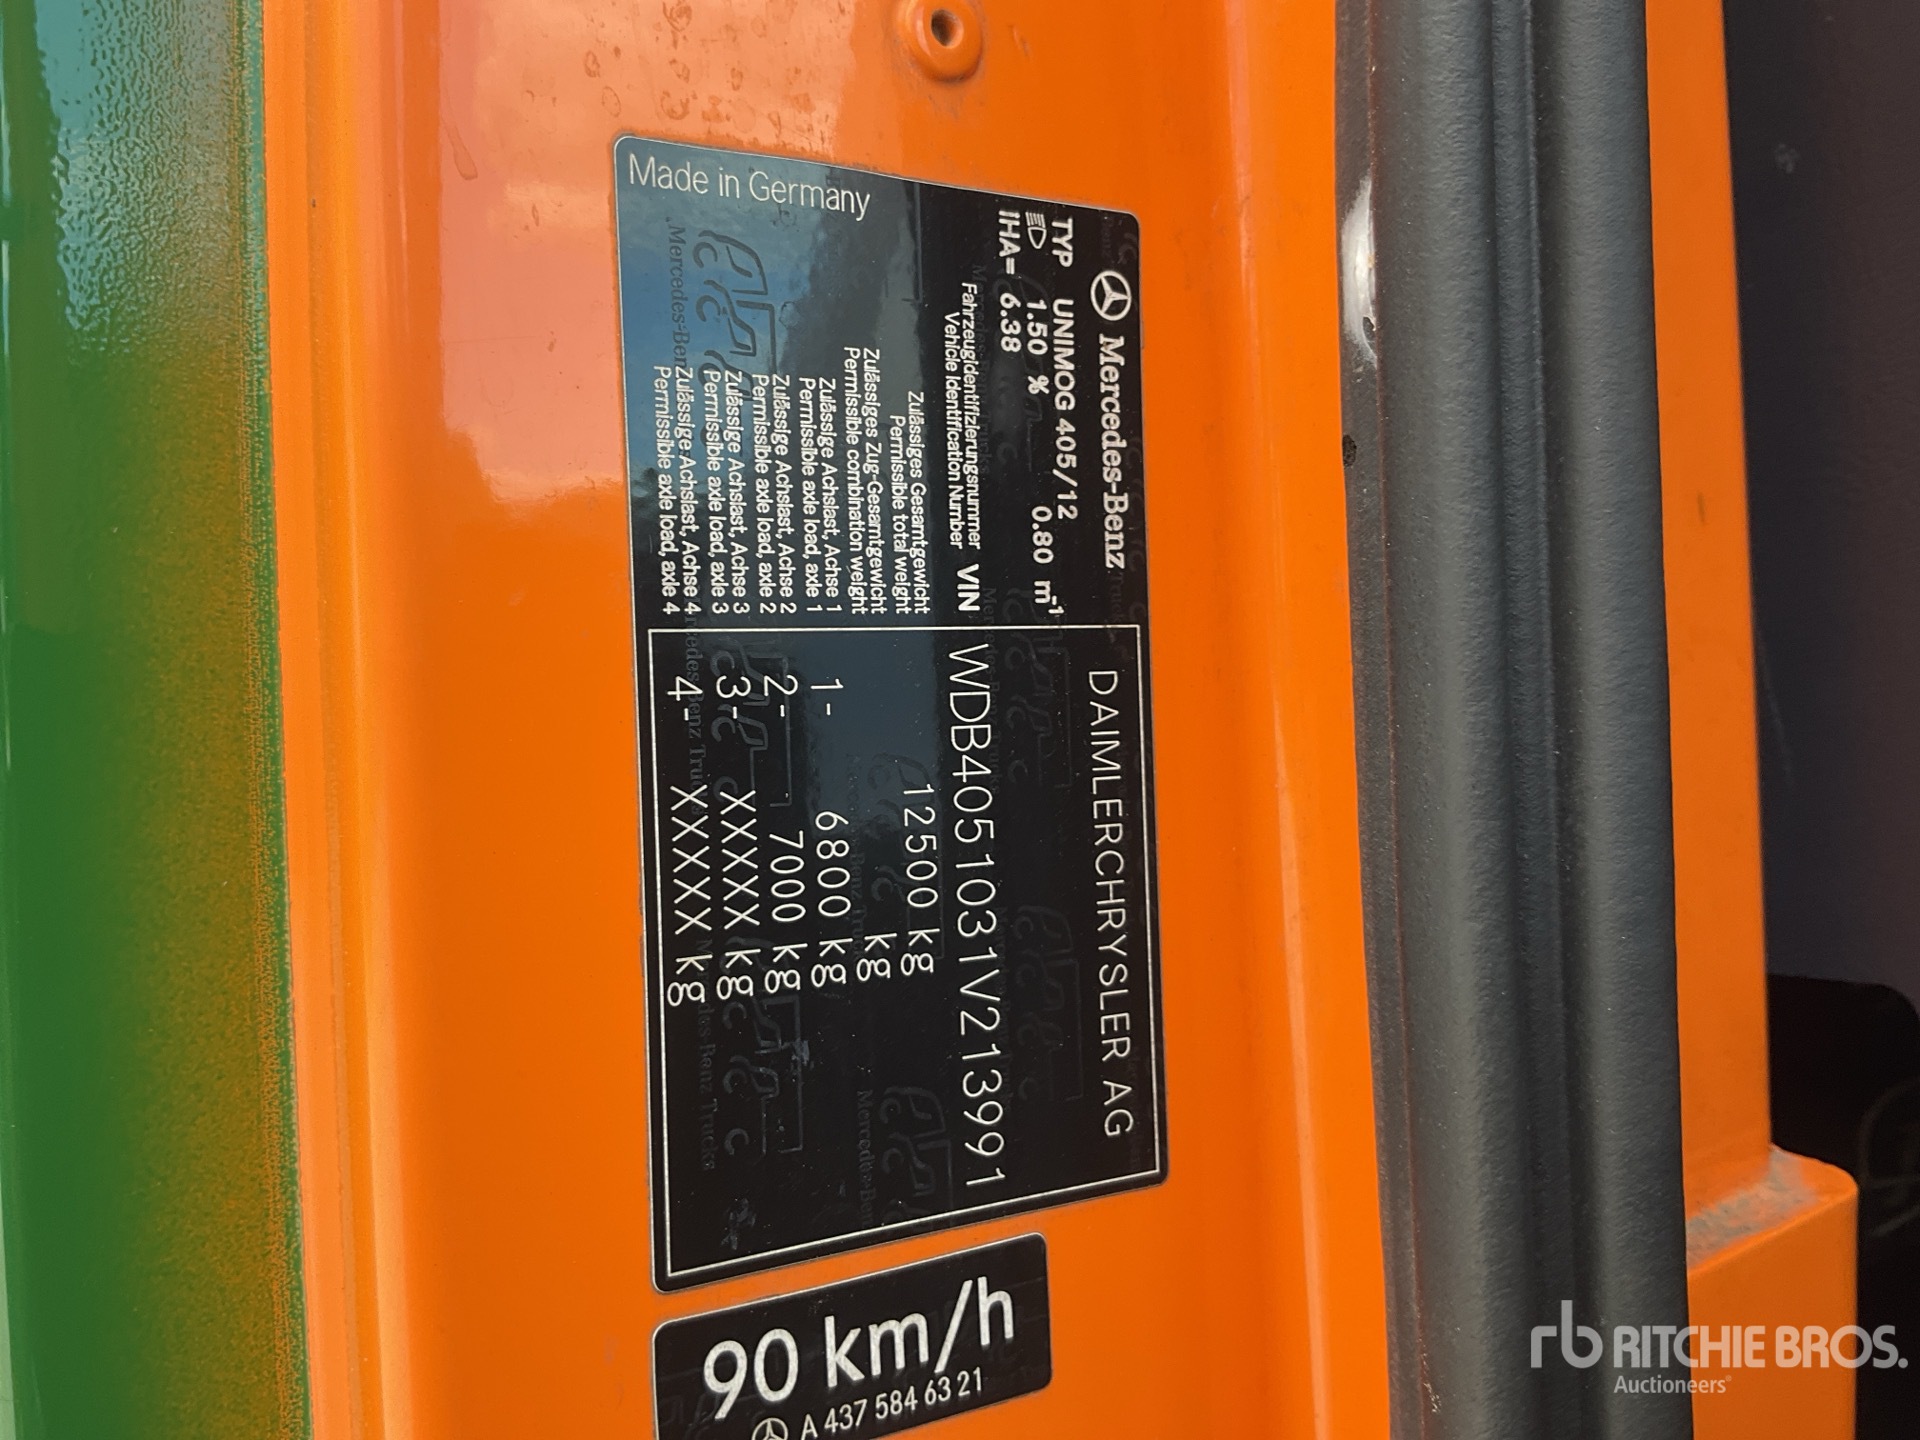 Mercedes-Benz
DAIMLERCHRYSLER AG
TYP UNIMOG 405/12
1.50 % 0.80 m-1
IHA= 6.38
Fahrzeugidentifizierungsnummer
Vehicle Identification Number VIN WDB4051031V213991
Zulässiges Gesamtgewicht
Permissible total weight 12500 kg
Zulässiges Zug-Gesamtgewicht
Permissible combination weight kg
Zulässige Achslast, Achse 1
Permissible axle load, axle 1 1- 6800 kg
Zulässige Achslast, Achse 2
Permissible axle load, axle 2 2- 7000 kg
Zulässige Achslast, Achse 3
Permissible axle load, axle 3 3- XXXXX kg
Zulässige Achslast, Achse 4
Permissible axle load, axle 4 4- XXXXX kg
Made in Germany
90 km/h
A 437 584 63 21
rb RITCHIE BROS.
Auctioneers